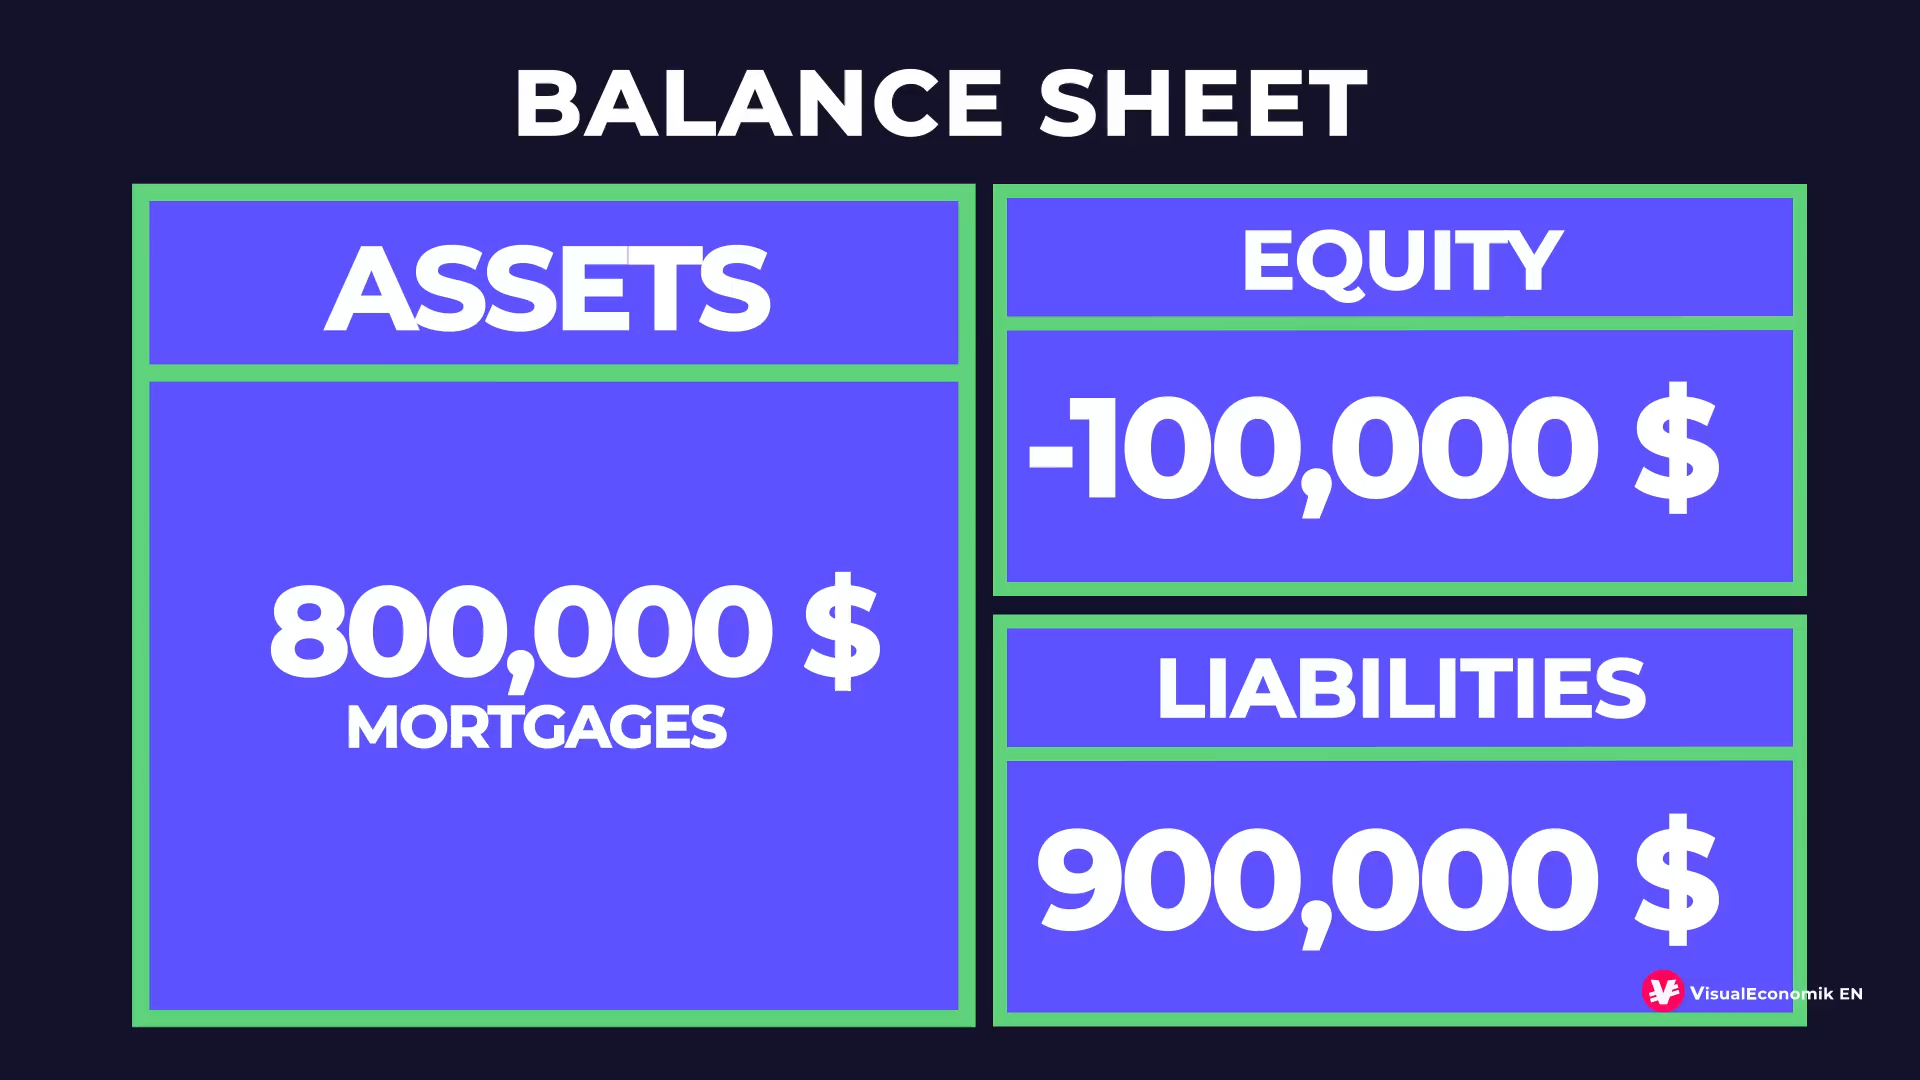 BALANCE SHEET
ASSETS
800,000 $
MORTGAGES
EQUITY
-100,000 $
LIABILITIES
900,000 $
VisualEconomik EN